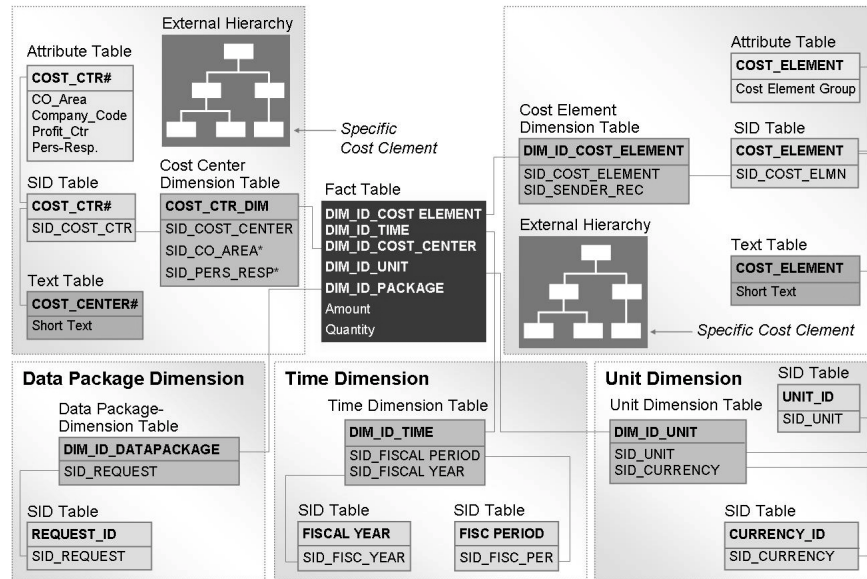 External Hierarchy
Attribute Table
COST_CTR#
CO_Area
Company_Code
Profit_Ctr
Pers-Resp.
Specific
Cost Clement
SID Table
COST_CTR#
SID_COST_CTR
Cost Center
Dimension Table
COST_CTR_DIM
SID_COST_CENTER
SID_CO_AREA*
SID_PERS_RESP*
Text Table
COST_CENTER#
Short Text
Fact Table
DIM_ID_COST ELEMENT
DIM_ID_TIME
DIM_ID_COST_CENTER
DIM_ID_UNIT
DIM_ID_PACKAGE
Amount
Quantity
Attribute Table
COST_ELEMENT
Cost Element Group
Cost Element
Dimension Table
DIM_ID_COST_ELEMENT
SID_COST_ELEMENT
SID_SENDER_REC
SID Table
COST_ELEMENT
SID_COST_ELMN
External Hierarchy
Specific Cost Clement
Text Table
COST_ELEMENT
Short Text
Data Package Dimension
Data Package-
Dimension Table
DIM_ID_DATAPACKAGE
SID_REQUEST
SID Table
REQUEST_ID
SID_REQUEST
Time Dimension
Time Dimension Table
DIM_ID_TIME
SID_FISCAL PERIOD
SID_FISCAL YEAR
SID Table
FISCAL YEAR
SID_FISC_YEAR
SID Table
FISC PERIOD
SID_FISC_PER
Unit Dimension
Unit Dimension Table
DIM_ID_UNIT
SID_UNIT
SID_CURRENCY
SID Table
UNIT_ID
SID_UNIT
SID Table
CURRENCY_ID
SID_CURRENCY